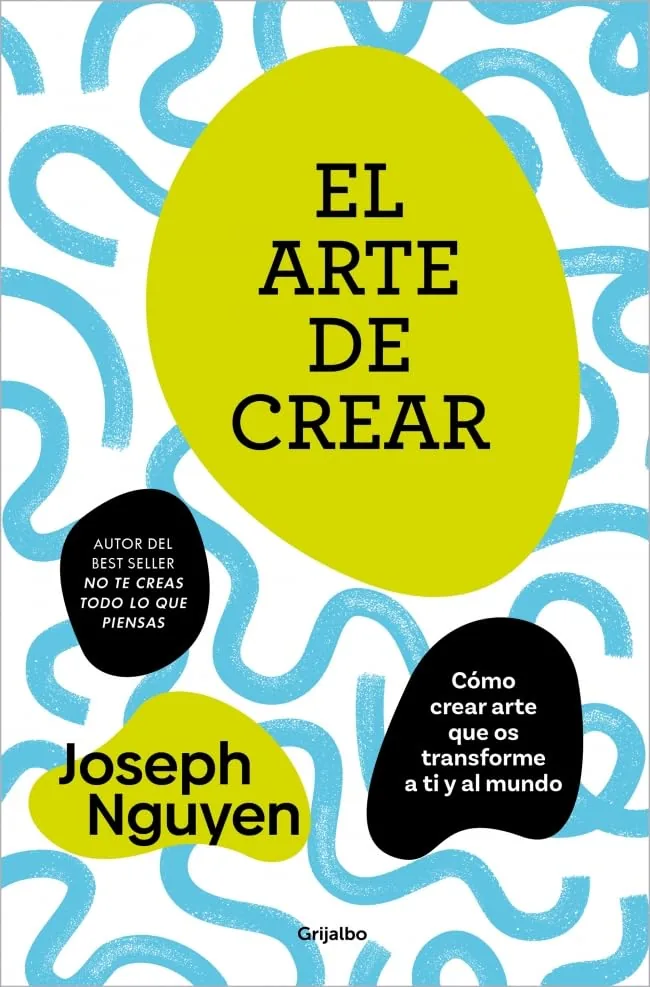 EL
ARTE
DE
CREAR
AUTOR DEL
BEST SELLER
NO TE CREAS
TODO LO QUE
PIENSAS
Cómo
crear arte
que os
transforme
a ti y al mundo
Joseph
Nguyen
Grijalbo